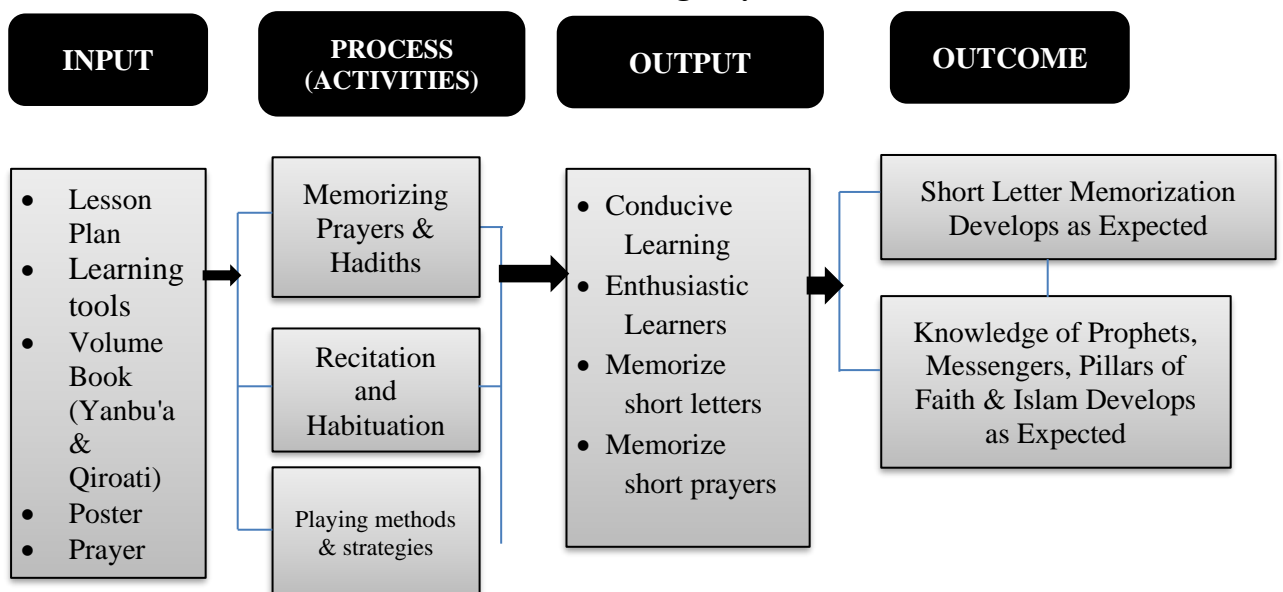 INPUT
PROCESS
(ACTIVITIES)
OUTPUT
OUTCOME
• Lesson
Plan
• Learning
tools
• Volume
Book
(Yanbu'a
&
Qiroati)
• Poster
• Prayer
Memorizing
Prayers &
Hadiths
Recitation
and
Habituation
Playing methods
& strategies
• Conducive
Learning
• Enthusiastic
Learners
• Memorize
short letters
• Memorize
short prayers
Short Letter Memorization
Develops as Expected
Knowledge of Prophets,
Messengers, Pillars of
Faith & Islam Develops
as Expected